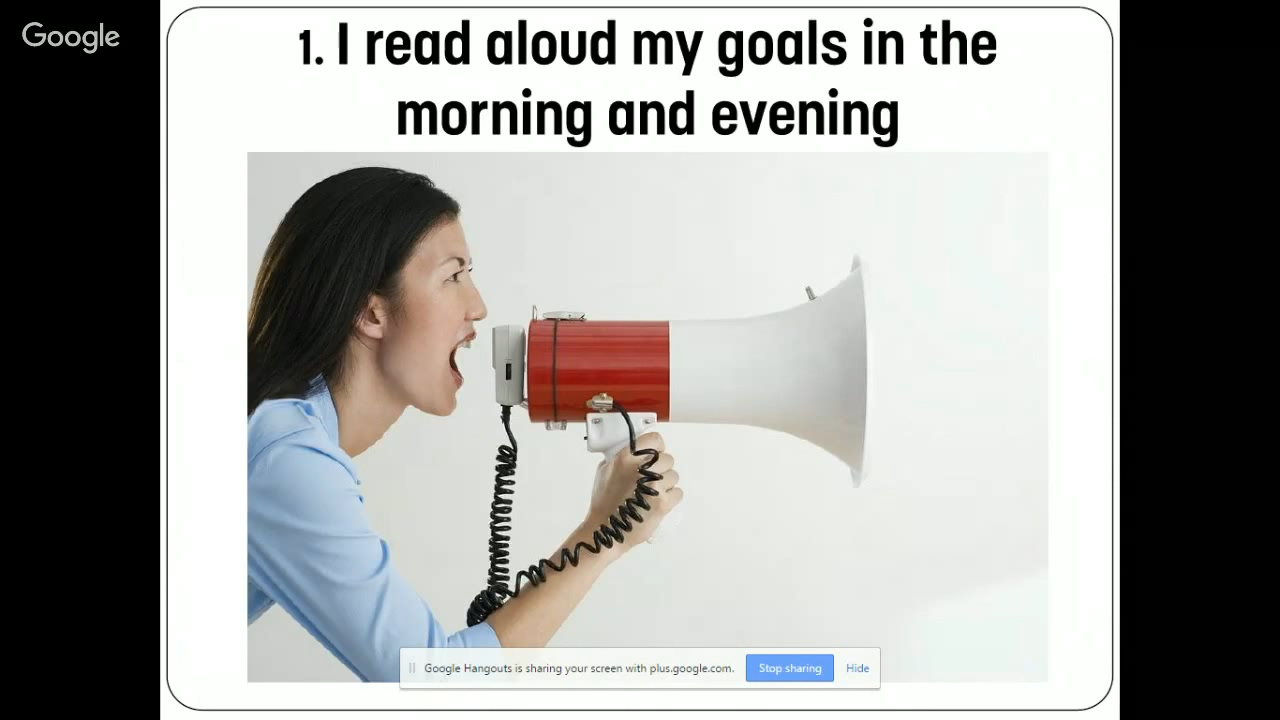 Google
1. I read aloud my goals in the
morning and evening
Google Hangouts is sharing your screen with plus.google.com.
Stop sharing
Hide